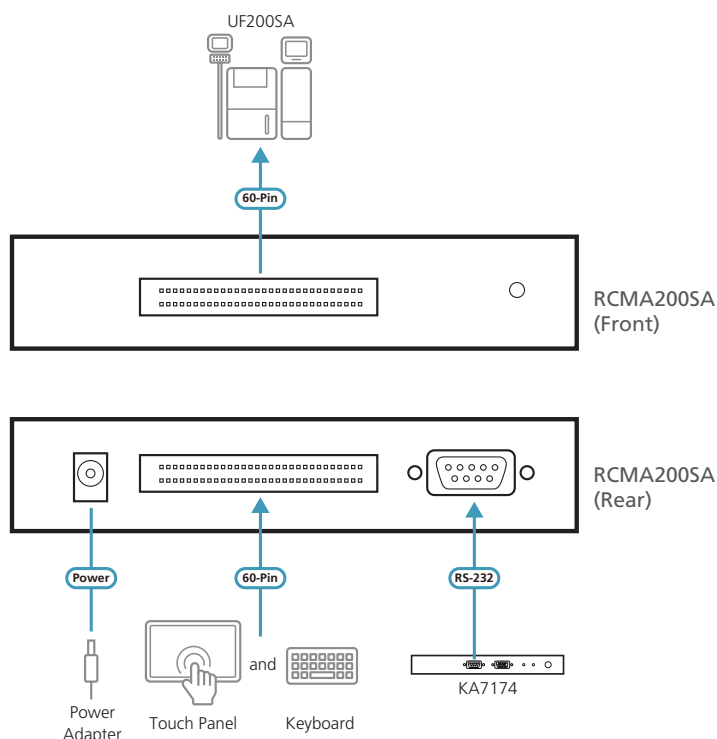 UF200SA
60-Pin
RCMA200SA
(Front)
RCMA200SA
(Rear)
Power
60-Pin
RS-232
and
KA7174
Power
Adapter
Touch Panel
Keyboard